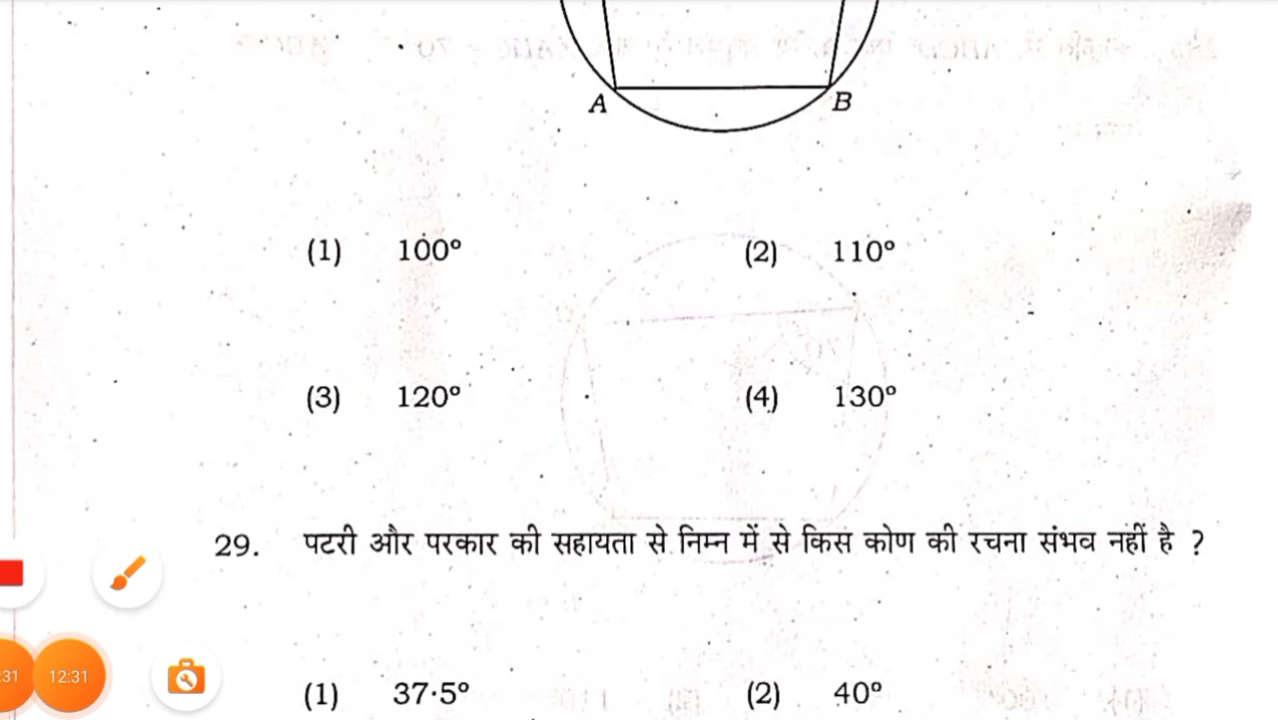 A B
(1) 100° (2) 110°
(3) 120° (4) 130°
29. पटरी और परकार की सहायता से निम्न में से किस कोण की रचना संभव नहीं है ?
:31 12:31
(1) 37·5° (2) 40°